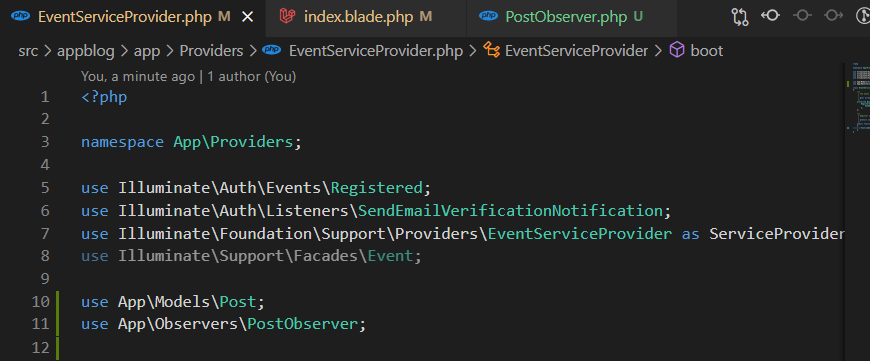 EventServiceProvider.php M
index.blade.php M
PostObserver.php U
src > appblog > app > Providers > EventServiceProvider.php > EventServiceProvider > boot
You, a minute ago | 1 author (You)
1 <?php
2
3 namespace App\Providers;
4
5 use Illuminate\Auth\Events\Registered;
6 use Illuminate\Auth\Listeners\SendEmailVerificationNotification;
7 use Illuminate\Foundation\Support\Providers\EventServiceProvider as ServiceProvider
8 use Illuminate\Support\Facades\Event;
9
10 use App\Models\Post;
11 use App\Observers\PostObserver;
12